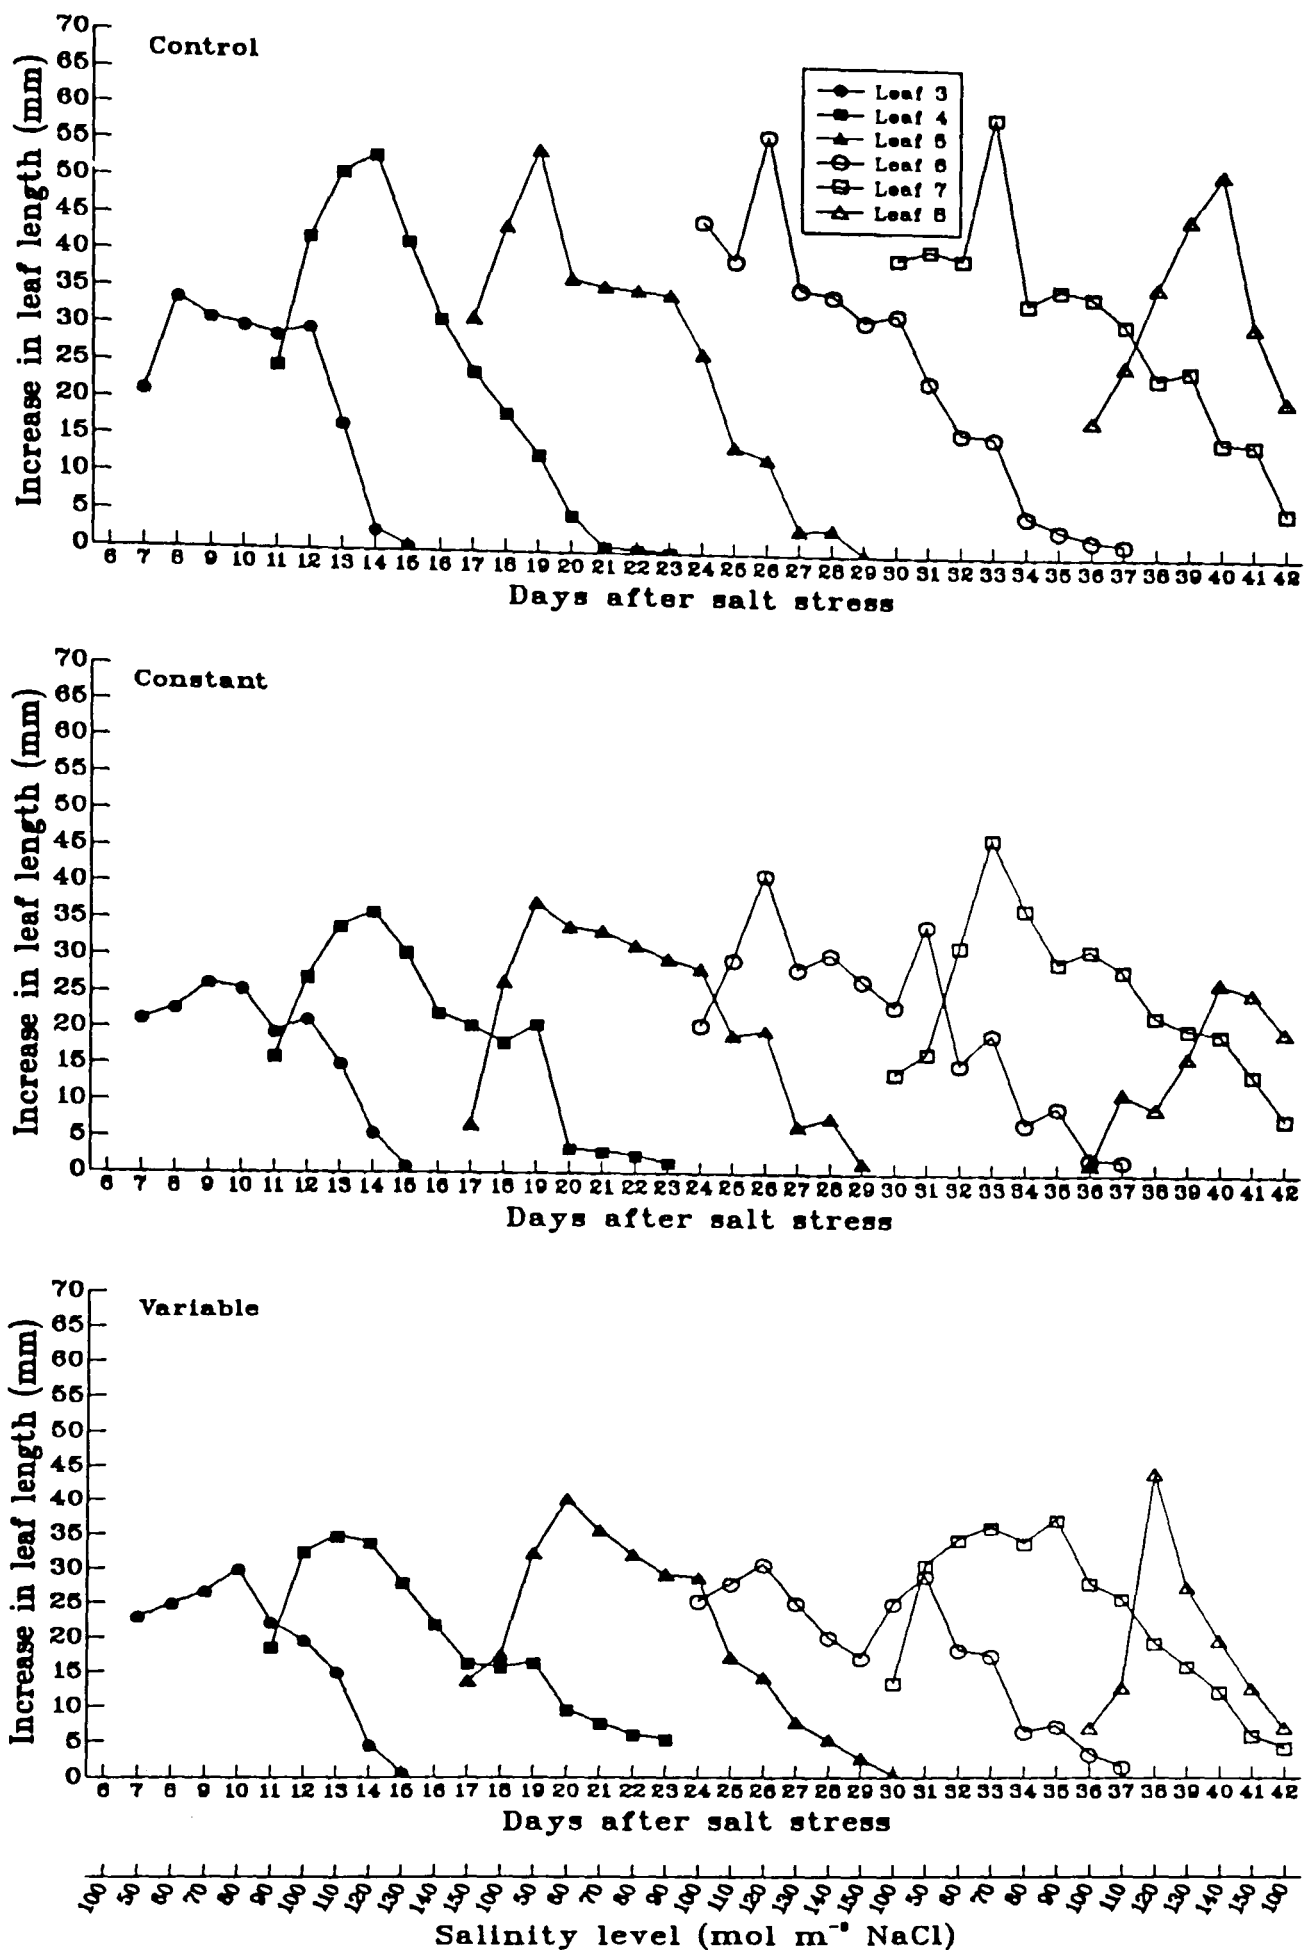 70
65
60
55
50
45
40
35
30
25
20
15
10
5
0
Increase in leaf length (mm)
Control
Leaf 3
Leaf 4
Leaf 5
Leaf 6
Leaf 7
Leaf 8
6 7 8 9 10 11 12 13 14 15 16 17 18 19 20 21 22 23 24 25 26 27 28 29 30 31 32 33 34 35 36 37 38 39 40 41 42
Days after salt stress
70
65
60
55
50
45
40
35
30
25
20
15
10
5
0
Increase in leaf length (mm)
Constant
6 7 8 9 10 11 12 13 14 15 16 17 18 19 20 21 22 23 24 25 26 27 28 29 30 31 32 33 34 35 36 37 38 39 40 41 42
Days after salt stress
70
65
60
55
50
45
40
35
30
25
20
15
10
5
0
Increase in leaf length (mm)
Variable
6 7 8 9 10 11 12 13 14 15 16 17 18 19 20 21 22 23 24 25 26 27 28 29 30 31 32 33 34 35 36 37 38 39 40 41 42
Days after salt stress
100 50 60 70 80 90 100 110 120 130 140 150 100 50 60 70 80 90 100 110 120 130 140 150 100 50 60 70 80 90 100 110 120 130 140 150 100
Salinity level (mol m⁻³ NaCl)